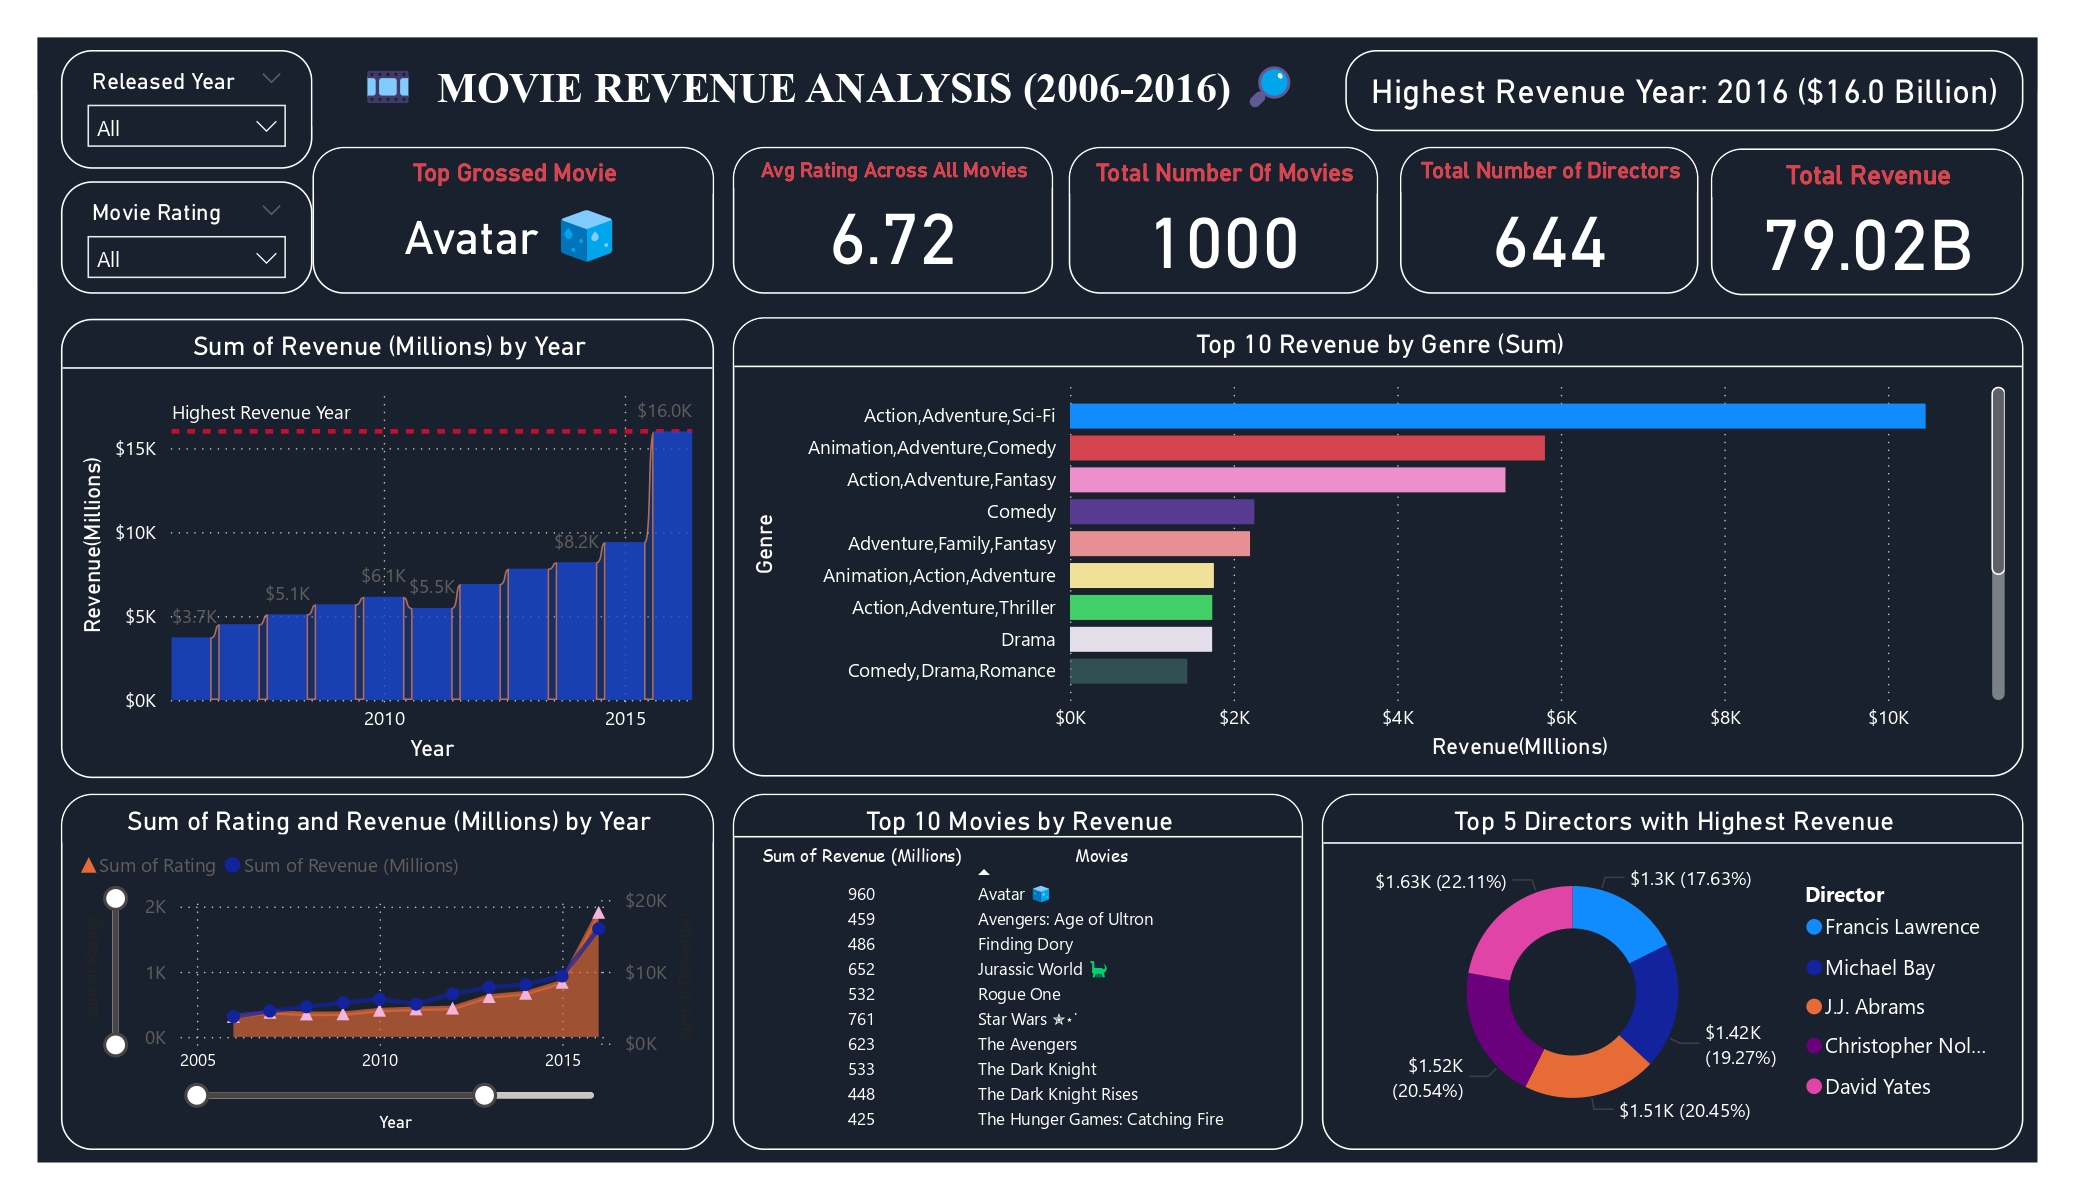 Released Year
All
MOVIE REVENUE ANALYSIS (2006-2016)
Highest Revenue Year: 2016 ($16.0 Billion)
Movie Rating
All
Top Grossed Movie
Avatar
Avg Rating Across All Movies
6.72
Total Number Of Movies
1000
Total Number of Directors
644
Total Revenue
79.02B
Sum of Revenue (Millions) by Year
Highest Revenue Year
$16.0K
$15K
$10K
$8.2K
$6.1K
$5.5K
$5.1K
$3.7K
$5K
$0K
2010
2015
Year
Revenue(Millions)
Top 10 Revenue by Genre (Sum)
Genre
Action,Adventure,Sci-Fi
Animation,Adventure,Comedy
Action,Adventure,Fantasy
Comedy
Adventure,Family,Fantasy
Animation,Action,Adventure
Action,Adventure,Thriller
Drama
Comedy,Drama,Romance
$0K
$2K
$4K
$6K
$8K
$10K
Revenue(MIllions)
Sum of Rating and Revenue (Millions) by Year
Sum of Rating
Sum of Revenue (Millions)
2K
1K
0K
$20K
$10K
$0K
2005
2010
2015
Year
Top 10 Movies by Revenue
Sum of Revenue (Millions) Movies
960 Avatar
459 Avengers: Age of Ultron
486 Finding Dory
652 Jurassic World
532 Rogue One
761 Star Wars
623 The Avengers
533 The Dark Knight
448 The Dark Knight Rises
425 The Hunger Games: Catching Fire
Top 5 Directors with Highest Revenue
$1.63K (22.11%)
$1.3K (17.63%)
$1.42K
(19.27%)
$1.51K (20.45%)
$1.52K
(20.54%)
Director
Francis Lawrence
Michael Bay
J.J. Abrams
Christopher Nol...
David Yates